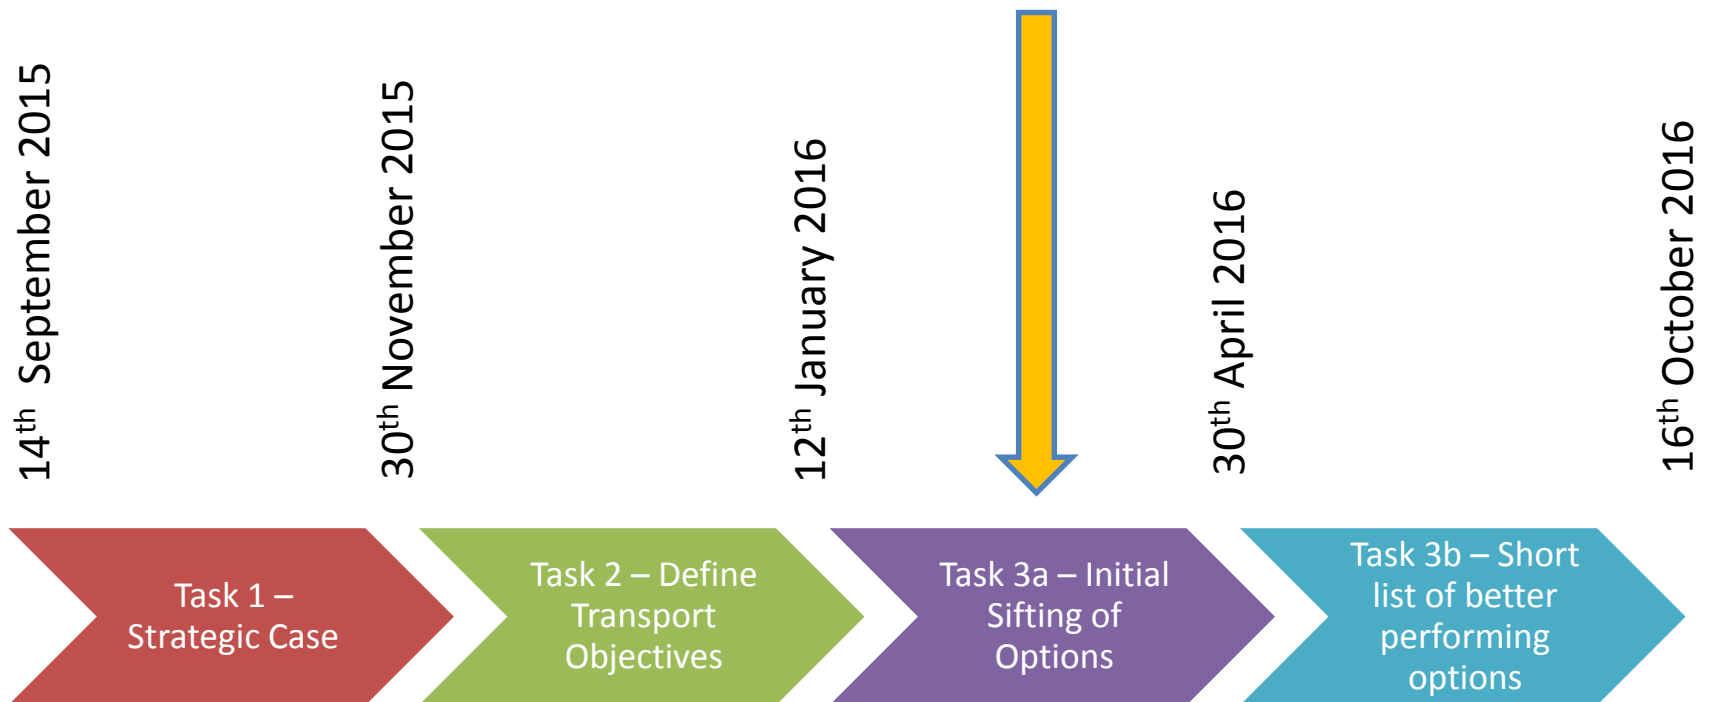 14th September 2015
30th November 2015
12th January 2016
30th April 2016
16th October 2016
Task 1 –
Strategic Case
Task 2 – Define
Transport
Objectives
Task 3a – Initial
Sifting of
Options
Task 3b – Short
list of better
performing
options